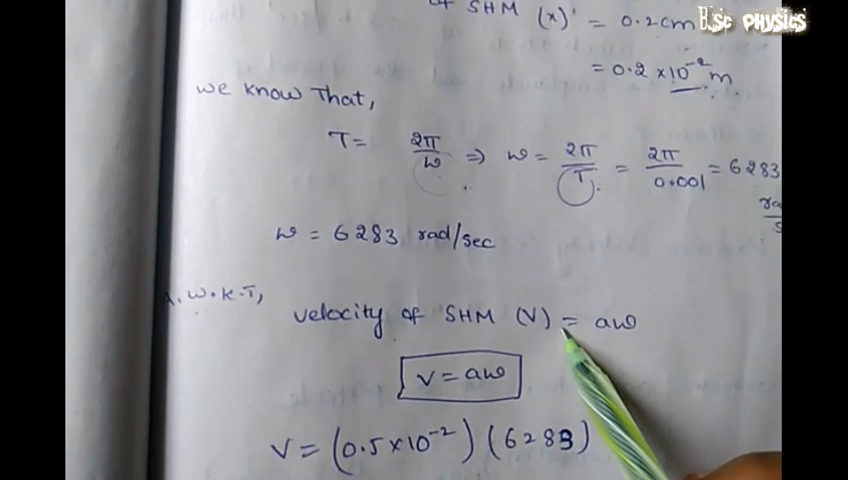 of SHM (x) = 0.2cm
B.sc PHYSICS
= 0.2 × 10⁻² m
we know That,
T = 2π/ω ⇒ ω = 2π/T = 2π/0.001 = 6283
ω = 6283 rad/sec
W.K.T,
velocity of SHM (V) = aω
V = aω
V = (0.5×10⁻²) (6283)